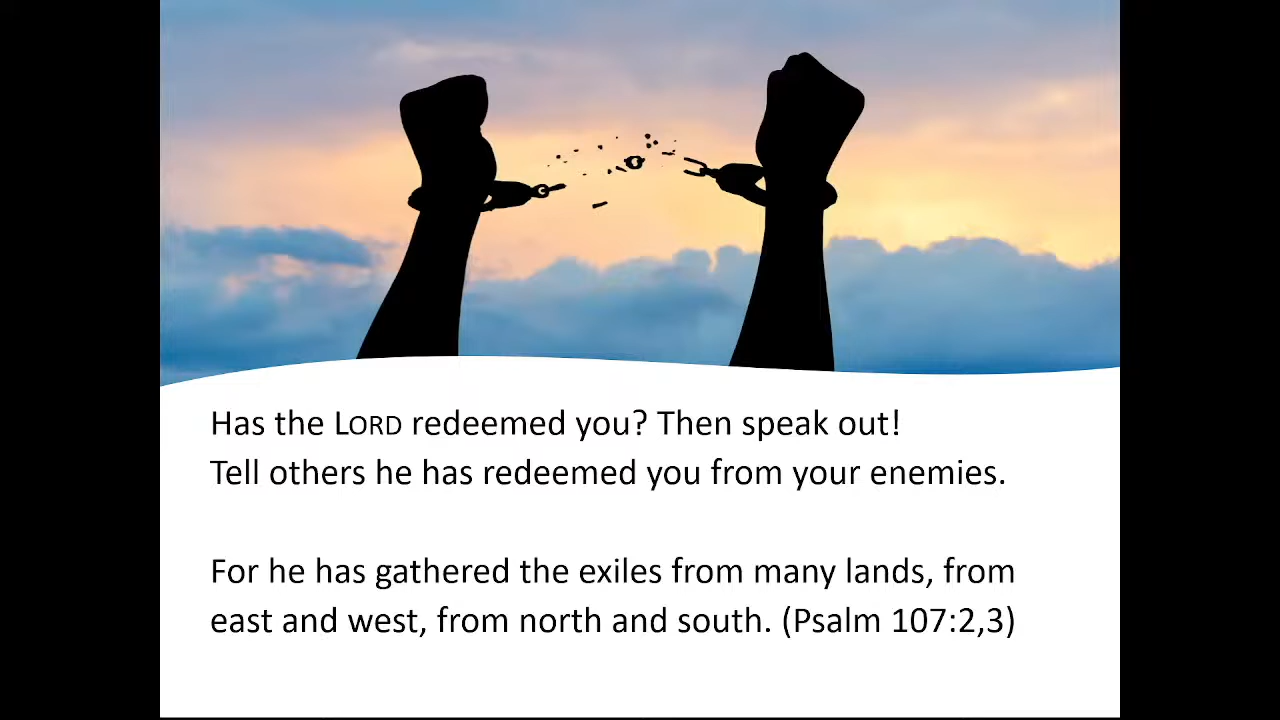 Has the LORD redeemed you? Then speak out!
Tell others he has redeemed you from your enemies.
For he has gathered the exiles from many lands, from
east and west, from north and south. (Psalm 107:2,3)